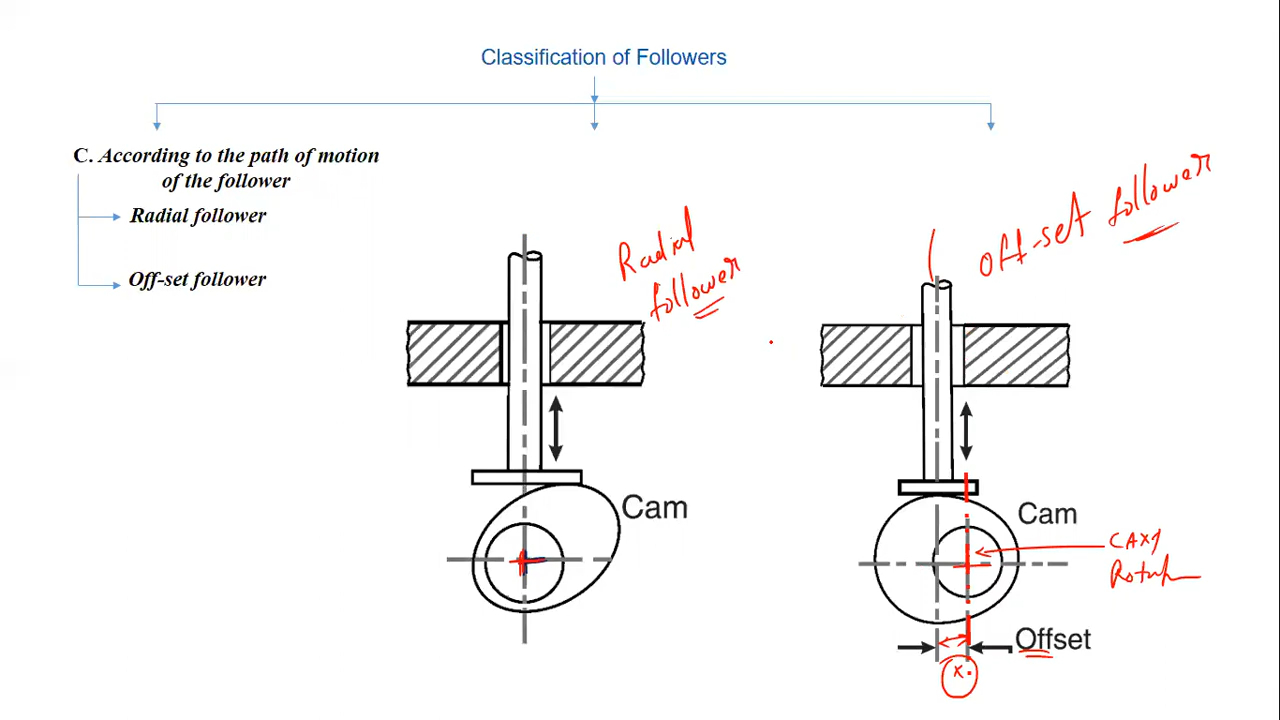 Classification of Followers
C. According to the path of motion
of the follower
Radial follower
Off-set follower
Radial
follower
Off-set follower
Cam
Cam
Offset
x.